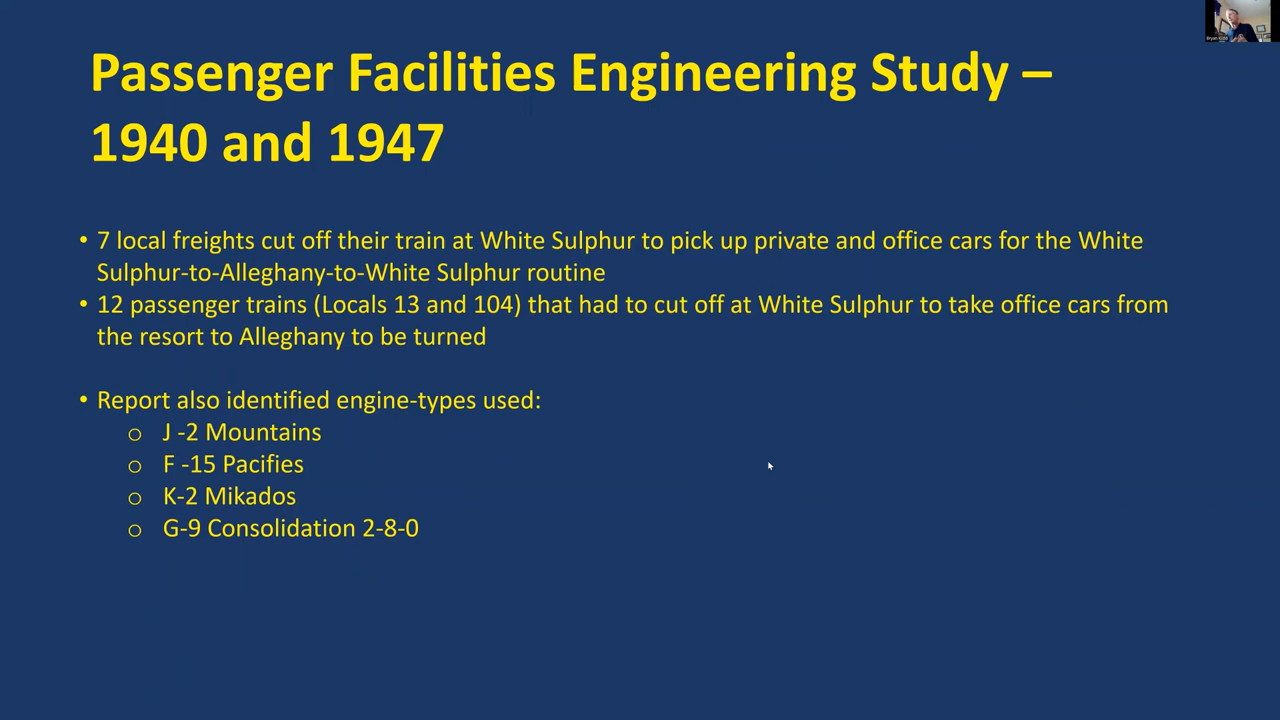 Passenger Facilities Engineering Study –
1940 and 1947
• 7 local freights cut off their train at White Sulphur to pick up private and office cars for the White
Sulphur-to-Alleghany-to-White Sulphur routine
• 12 passenger trains (Locals 13 and 104) that had to cut off at White Sulphur to take office cars from
the resort to Alleghany to be turned
• Report also identified engine-types used:
o J -2 Mountains
o F -15 Pacifies
o K-2 Mikados
o G-9 Consolidation 2-8-0